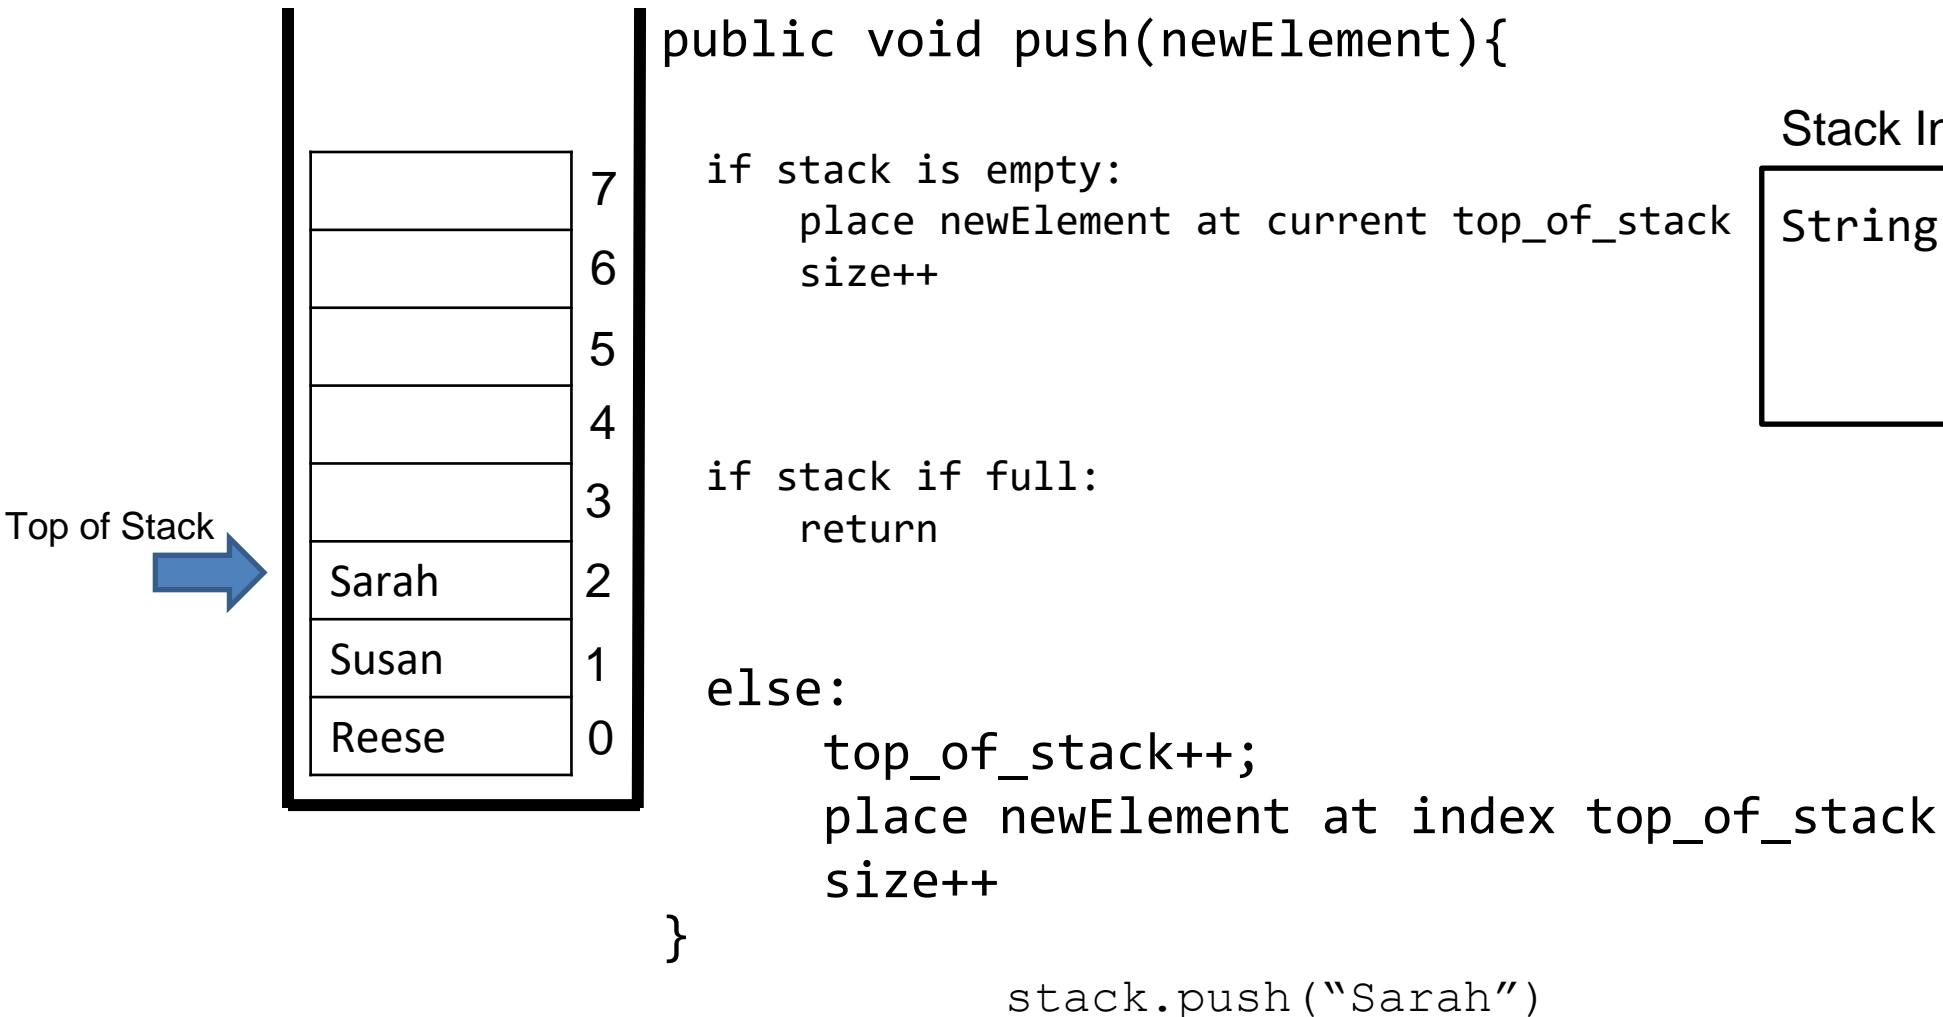 public void push(newElement){
Stack In
if stack is empty:
place newElement at current top_of_stack
size++
String
if stack if full:
return
else:
top_of_stack++;
place newElement at index top_of_stack
size++
}
stack.push(“Sarah”)
Top of Stack
7
6
5
4
3
Sarah 2
Susan 1
Reese 0